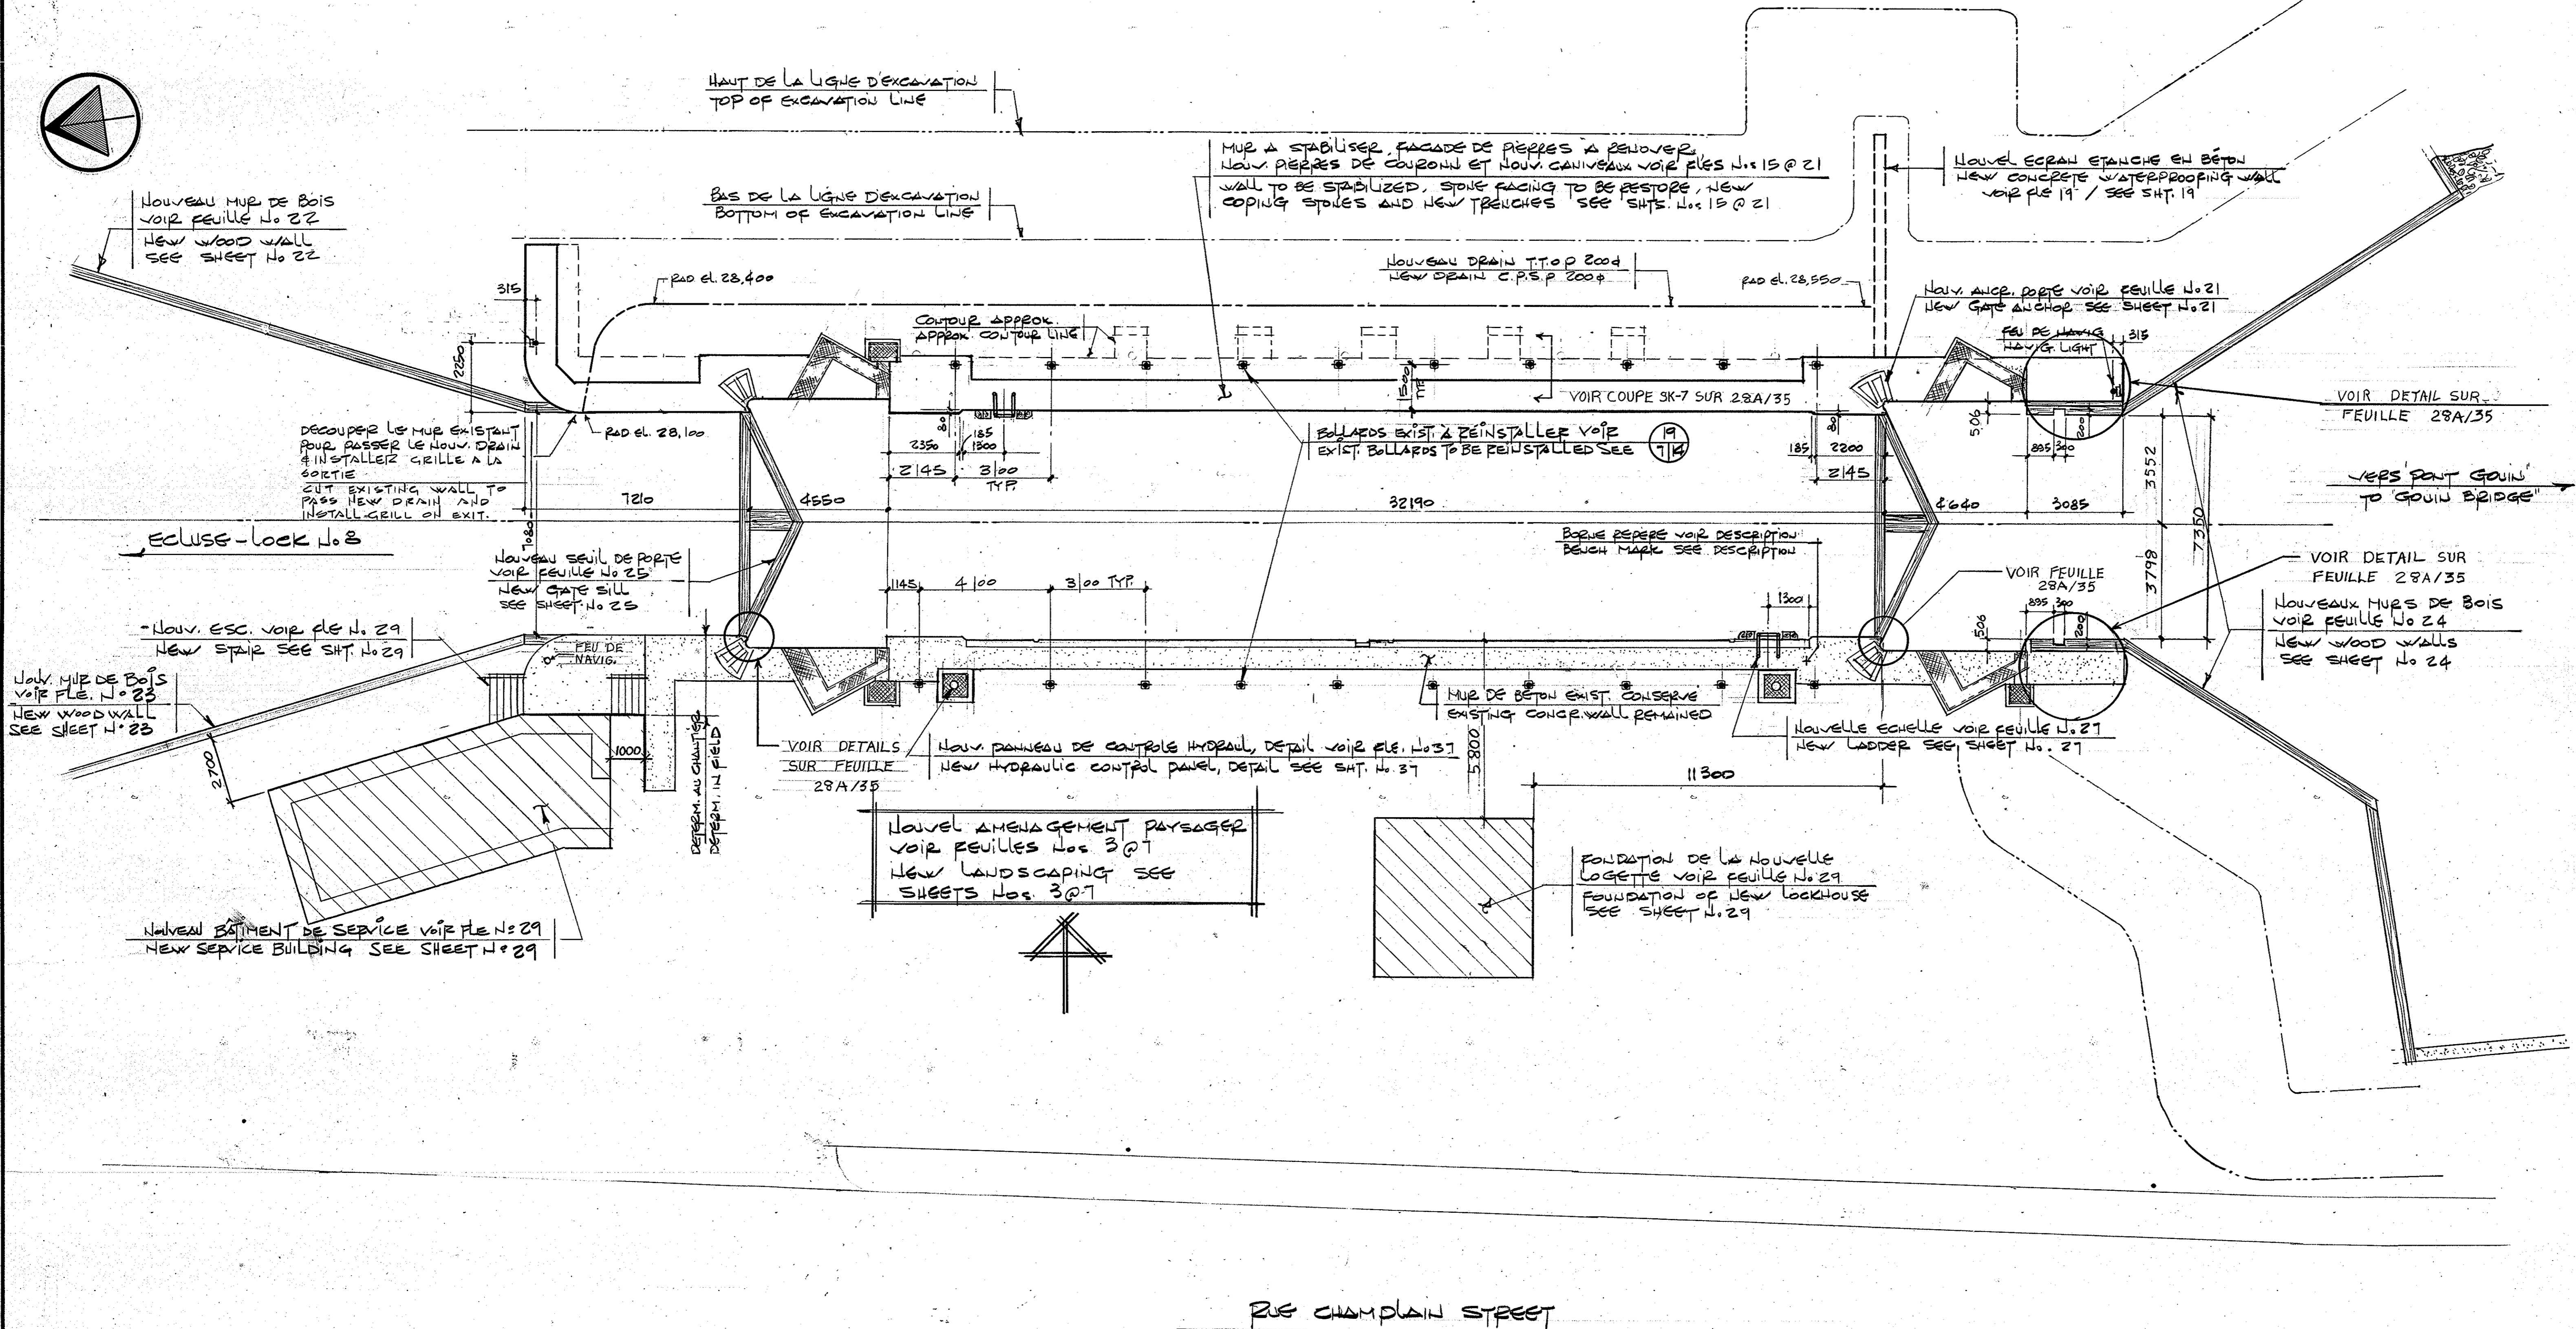 HAUT DE LA LIGNE D'EXCAVATION
TOP OF EXCAVATION LINE
MUR A STABILISER, FACADE DE PIERRES A RENOVER,
NOUV. PIERRES DE COURONN ET NOUV. CANIVEAUX VOIR FLES Nos 15 @ 21
WALL TO BE STABILIZED, STONE FACING TO BE RESTORE, NEW
COPING STONES AND NEW TRENCHES SEE SHTS. Nos 15 @ 21
NOUVEL ECRAN ETANCHE EN BÉTON
NEW CONCRETE WATERPROOFING WALL
VOIR FLE 19 / SEE SHT. 19
BAS DE LA LIGNE D'EXCAVATION
BOTTOM OF EXCAVATION LINE
NOUVEAU MUR DE BOIS
VOIR FEUILLE No 22
NEW WOOD WALL
SEE SHEET No 22
NOUVEAU DRAIN T.T.O.P 200ɸ
NEW DRAIN C.P.S.P 200ɸ
RAD EL. 28,400
RAD EL. 28,550
315
2250
NOUV. ANCR. PORTE VOIR FEUILLE No 21
NEW GATE ANCHOR SEE SHEET No 21
CONTOUR APPROX.
APPROX. CONTOUR LINE
FEU DE NAVIG
NAVIG. LIGHT
315
1500
TYP
VOIR COUPE SK-7 SUR 28A/35
VOIR DETAIL SUR
FEUILLE 28A/35
DECOUPER LE MUR EXISTANT
POUR PASSER LE NOUV. DRAIN
& INSTALLER GRILLE A LA
SORTIE
CUT EXISTING WALL TO
PASS NEW DRAIN AND
INSTALL GRILL ON EXIT.
RAD EL. 28,100
80
185
2350
1300
2145
3100
TYP.
BOLLARDS EXIST. A REINSTALLER VOIR
EXIST. BOLLARDS TO BE REINSTALLED SEE
19
80
185
2200
2145
506
200
895
300
3552
7350
VERS "PONT GOUIN"
TO "GOUIN BRIDGE"
7210
4550
32190
4640
3085
7080
ECLUSE - LOCK No 8
BORNE REPERE VOIR DESCRIPTION
BENCH MARK SEE DESCRIPTION
NOUVEAU SEUIL DE PORTE
VOIR FEUILLE No 25
NEW GATE SILL
SEE SHEET No 25
1145
4100
3100 TYP.
1300
VOIR FEUILLE
28A/35
3798
VOIR DETAIL SUR
FEUILLE 28A/35
895
300
506
200
NOUVEAUX MURS DE BOIS
VOIR FEUILLE No 24
NEW WOOD WALLS
SEE SHEET No 24
NOUV. ESC. VOIR FLE No 29
NEW STAIR SEE SHT. No 29
FEU DE
NAVIG.
NOUV. MUR DE BOIS
VOIR FLE. No 23
NEW WOOD WALL
SEE SHEET No 23
MUR DE BÉTON EXIST. CONSERVE
EXISTING CONCR. WALL REMAINED
2700
1000
DETERM. AU CHANTIER
DETERM. IN FIELD
VOIR DETAILS
SUR FEUILLE
28A/35
NOUV. PANNEAU DE CONTROLE HYDRAUL, DETAIL VOIR FLE. No 37
NEW HYDRAULIC CONTROL PANEL, DETAIL SEE SHT. No 37
5800
NOUVELLE ECHELLE VOIR FEUILLE No 27
NEW LADDER SEE SHEET No. 27
11300
NOUVEL AMENAGEMENT PAYSAGER
VOIR FEUILLES Nos 3 @ 7
NEW LANDSCAPING SEE
SHEETS Nos. 3 @ 7
FONDATION DE LA NOUVELLE
LOGETTE VOIR FEUILLE No 29
FOUNDATION OF NEW LOCKHOUSE
SEE SHEET No 29
NOUVEAU BÂTIMENT DE SERVICE VOIR FLE No 29
NEW SERVICE BUILDING SEE SHEET No 29
RUE CHAMPLAIN STREET